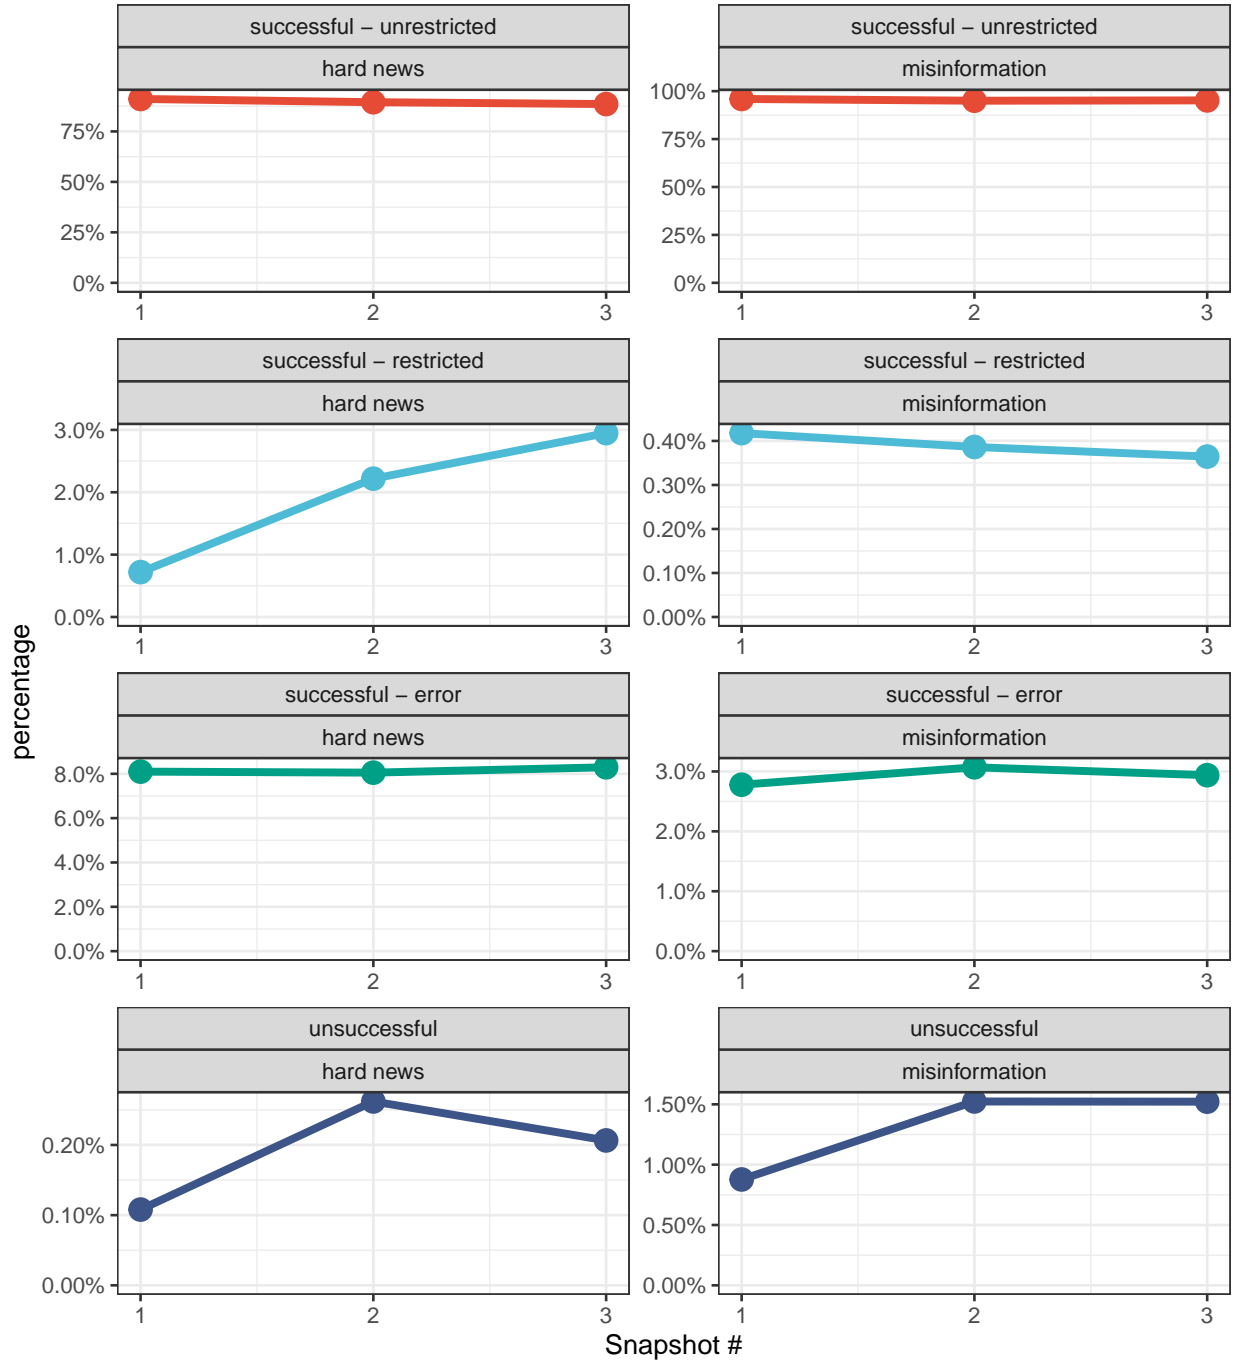 successful – unrestricted
hard news
75%
50%
25%
0%
1 2 3
successful – unrestricted
misinformation
100%
75%
50%
25%
0%
1 2 3
successful – restricted
hard news
3.0%
2.0%
1.0%
0.0%
1 2 3
successful – restricted
misinformation
0.40%
0.30%
0.20%
0.10%
0.00%
1 2 3
percentage
successful – error
hard news
8.0%
6.0%
4.0%
2.0%
0.0%
1 2 3
successful – error
misinformation
3.0%
2.0%
1.0%
0.0%
1 2 3
unsuccessful
hard news
0.20%
0.10%
0.00%
1 2 3
unsuccessful
misinformation
1.50%
1.00%
0.50%
0.00%
1 2 3
Snapshot #